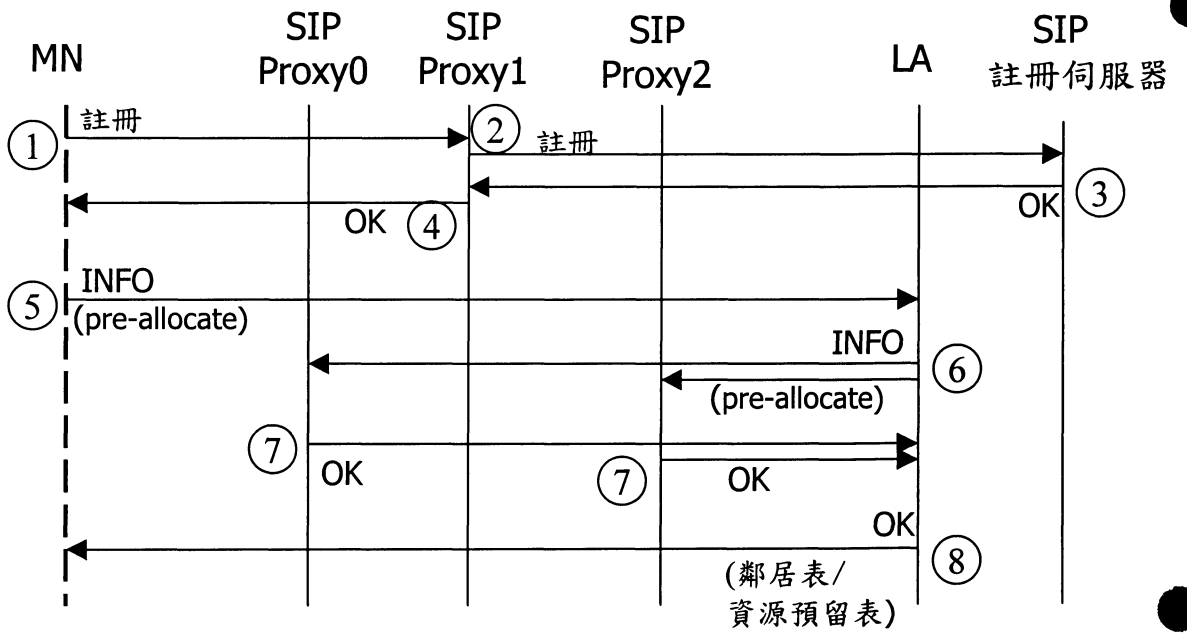 MN
SIP
Proxy0
SIP
Proxy1
SIP
Proxy2
LA
SIP
註冊伺服器
① 註冊
② 註冊
OK ③
OK ④
⑤ INFO
(pre-allocate)
INFO ⑥
(pre-allocate)
⑦ OK
⑦ OK
OK ⑧
(鄰居表/
資源預留表)